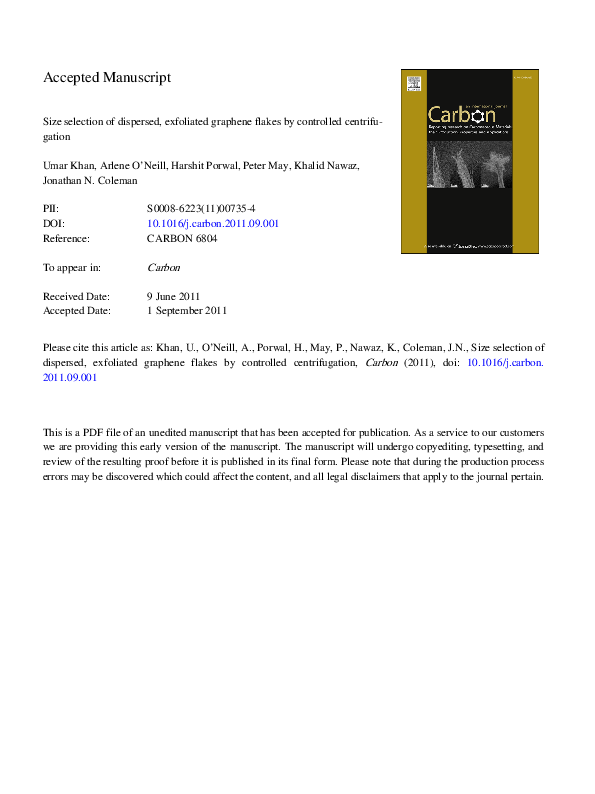 Accepted Manuscript
Size selection of dispersed, exfoliated graphene flakes by controlled centrifu-
gation
Umar Khan, Arlene O'Neill, Harshit Porwal, Peter May, Khalid Nawaz,
Jonathan N. Coleman
PII: S0008-6223(11)00735-4
DOI: 10.1016/j.carbon.2011.09.001
Reference: CARBON 6804
To appear in: Carbon
Received Date: 9 June 2011
Accepted Date: 1 September 2011
an international journal
Carbon
Please cite this article as: Khan, U., O'Neill, A., Porwal, H., May, P., Nawaz, K., Coleman, J.N., Size selection of
dispersed, exfoliated graphene flakes by controlled centrifugation, Carbon (2011), doi: 10.1016/j.carbon.
2011.09.001
This is a PDF file of an unedited manuscript that has been accepted for publication. As a service to our customers
we are providing this early version of the manuscript. The manuscript will undergo copyediting, typesetting, and
review of the resulting proof before it is published in its final form. Please note that during the production process
errors may be discovered which could affect the content, and all legal disclaimers that apply to the journal pertain.